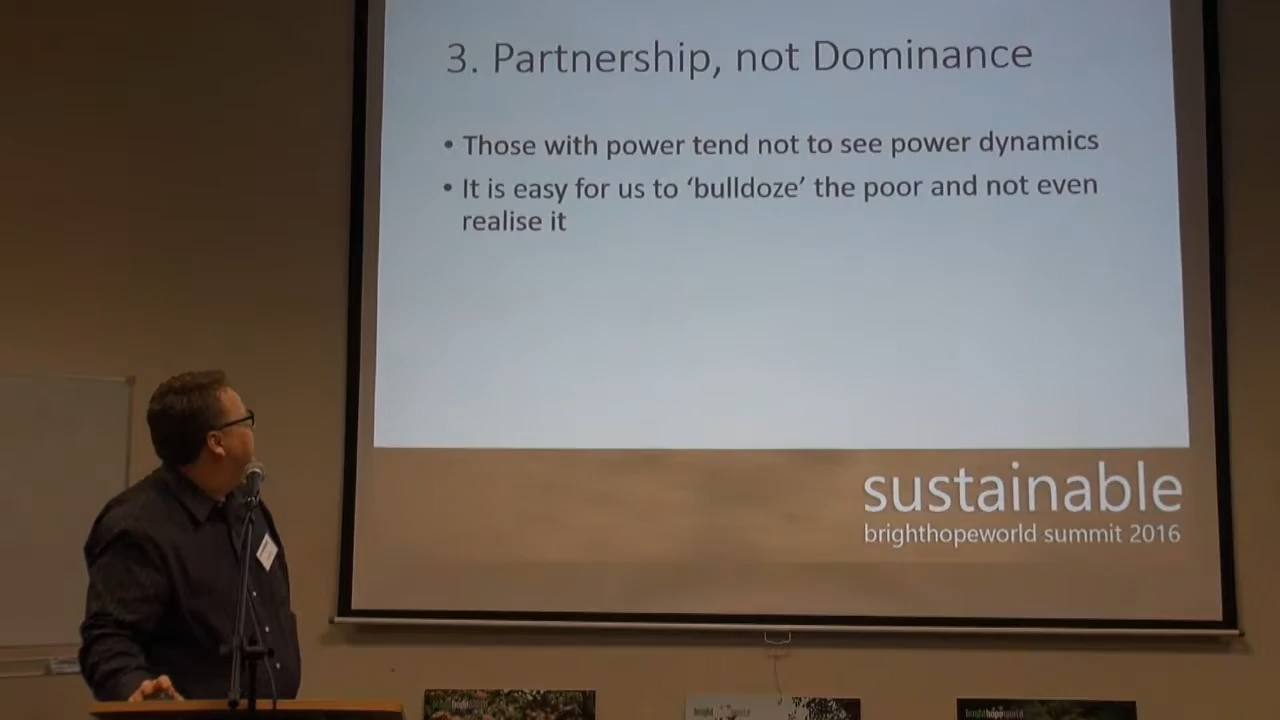 3. Partnership, not Dominance
• Those with power tend not to see power dynamics
• It is easy for us to ‘bulldoze’ the poor and not even
realise it
sustainable
brighthopeworld summit 2016
brighthopeworld